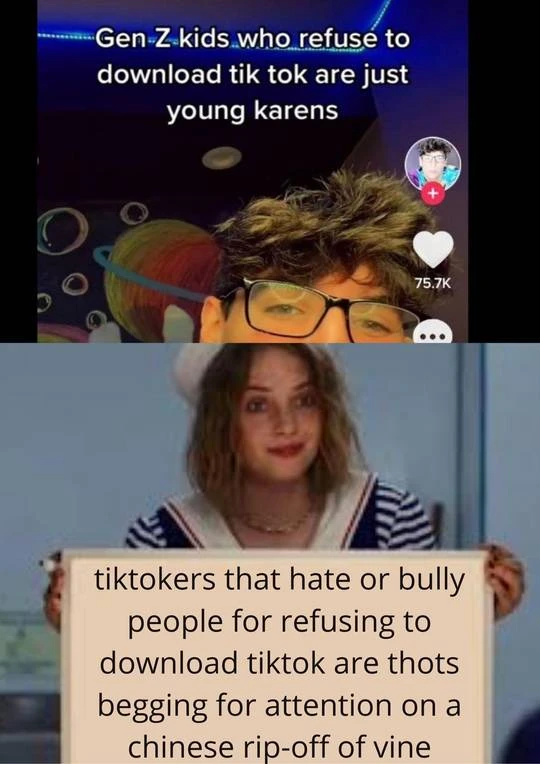 Gen Z kids who refuse to
download tik tok are just
young karens
75.7K
tiktokers that hate or bully
people for refusing to
download tiktok are thots
begging for attention on a
chinese rip-off of vine